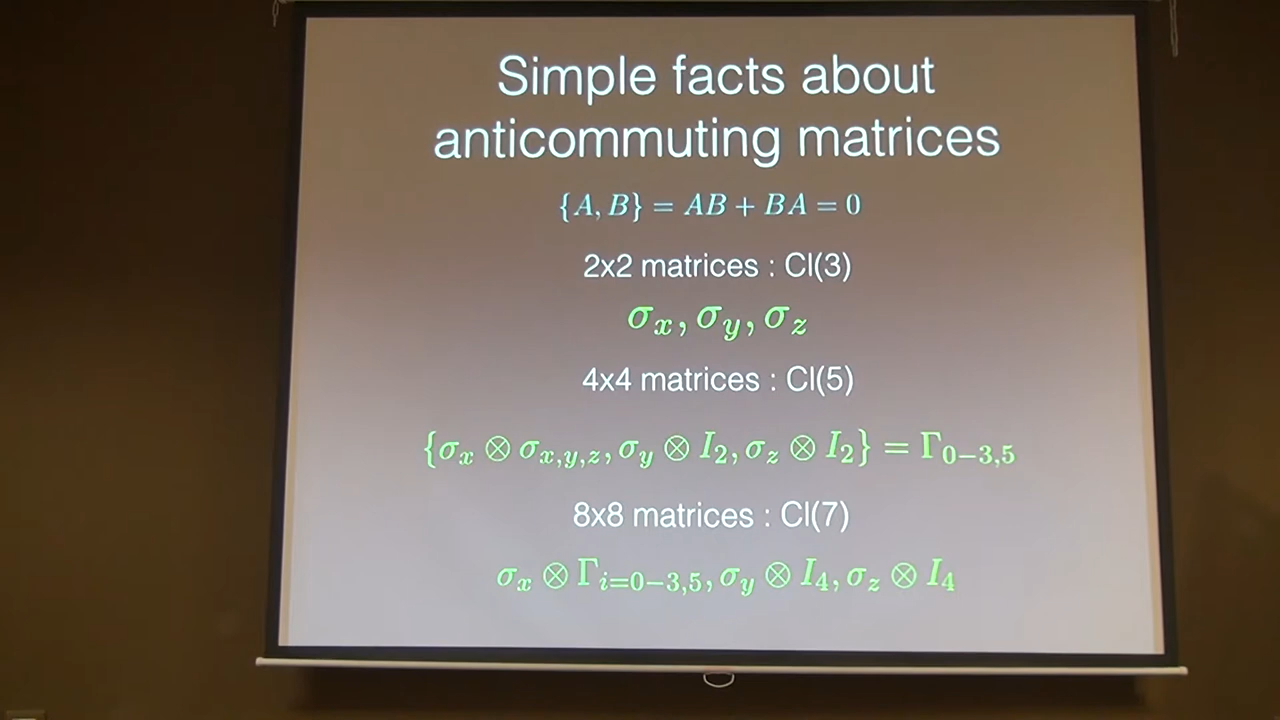 Simple facts about
anticommuting matrices
{A, B} = AB + BA = 0
2x2 matrices : Cl(3)
σ_x, σ_y, σ_z
4x4 matrices : Cl(5)
{σ_x ⊗ σ_{x,y,z}, σ_y ⊗ I_2, σ_z ⊗ I_2} = Γ_{0−3,5}
8x8 matrices : Cl(7)
σ_x ⊗ Γ_{i=0−3,5}, σ_y ⊗ I_4, σ_z ⊗ I_4